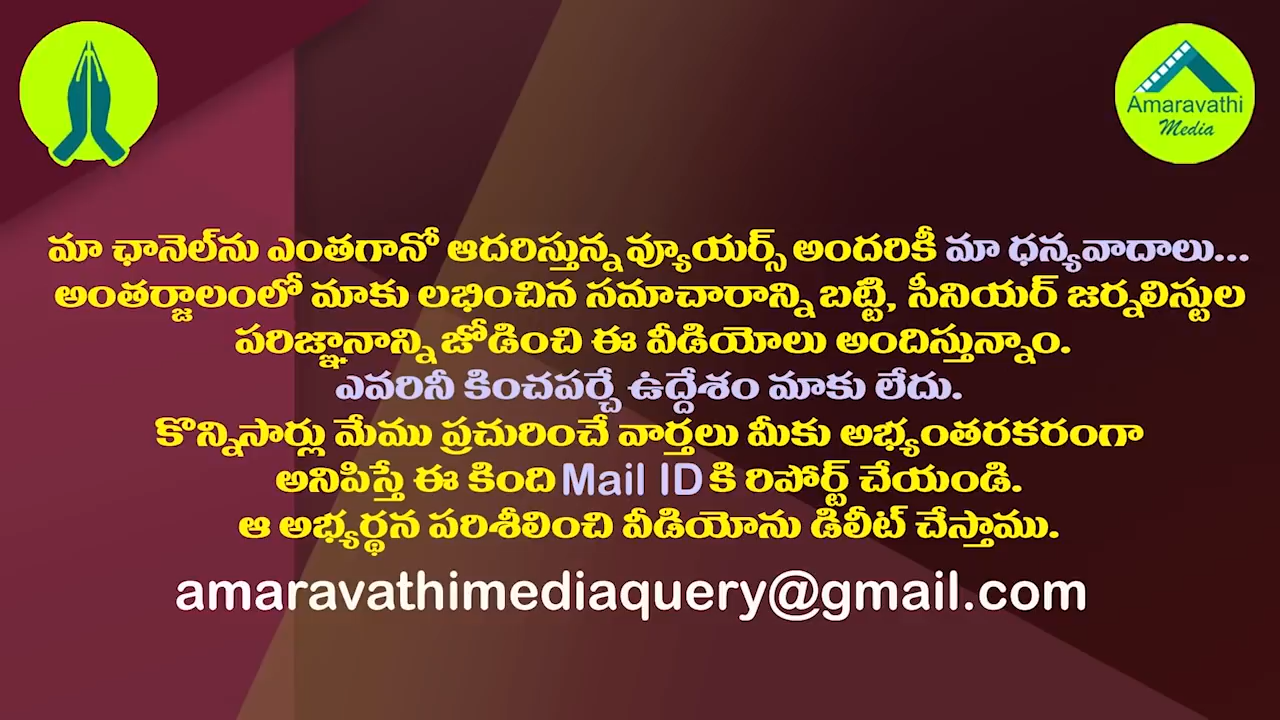 Amaravathi
Media
మా ఛానెల్‌ను ఎంతగానో ఆదరిస్తున్న వ్యూయర్స్ అందరికీ మా ధన్యవాదాలు...
అంతర్జాలంలో మాకు లభించిన సమాచారాన్ని బట్టి, సీనియర్ జర్నలిస్టుల
పరిజ్ఞానాన్ని జోడించి ఈ వీడియోలు అందిస్తున్నాం.
ఎవరినీ కించపర్చే ఉద్దేశం మాకు లేదు.
కొన్నిసార్లు మేము ప్రచురించే వార్తలు మీకు అభ్యంతరకరంగా
అనిపిస్తే ఈ కింది Mail ID కి రిపోర్ట్ చేయండి.
ఆ అభ్యర్థన పరిశీలించి వీడియోను డిలీట్ చేస్తాము.
amaravathimediaquery@gmail.com